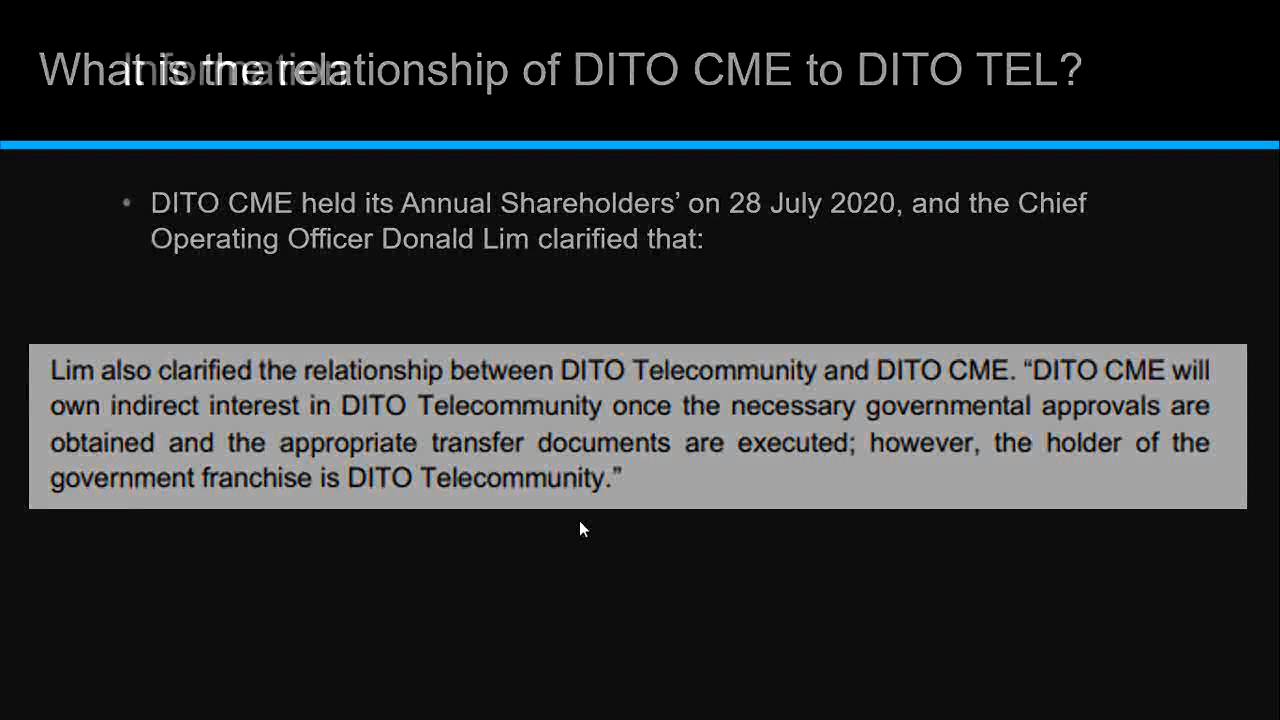 What is the relationship of DITO CME to DITO TEL?
• DITO CME held its Annual Shareholders’ on 28 July 2020, and the Chief
Operating Officer Donald Lim clarified that:
Lim also clarified the relationship between DITO Telecommunity and DITO CME. “DITO CME will
own indirect interest in DITO Telecommunity once the necessary governmental approvals are
obtained and the appropriate transfer documents are executed; however, the holder of the
government franchise is DITO Telecommunity.”